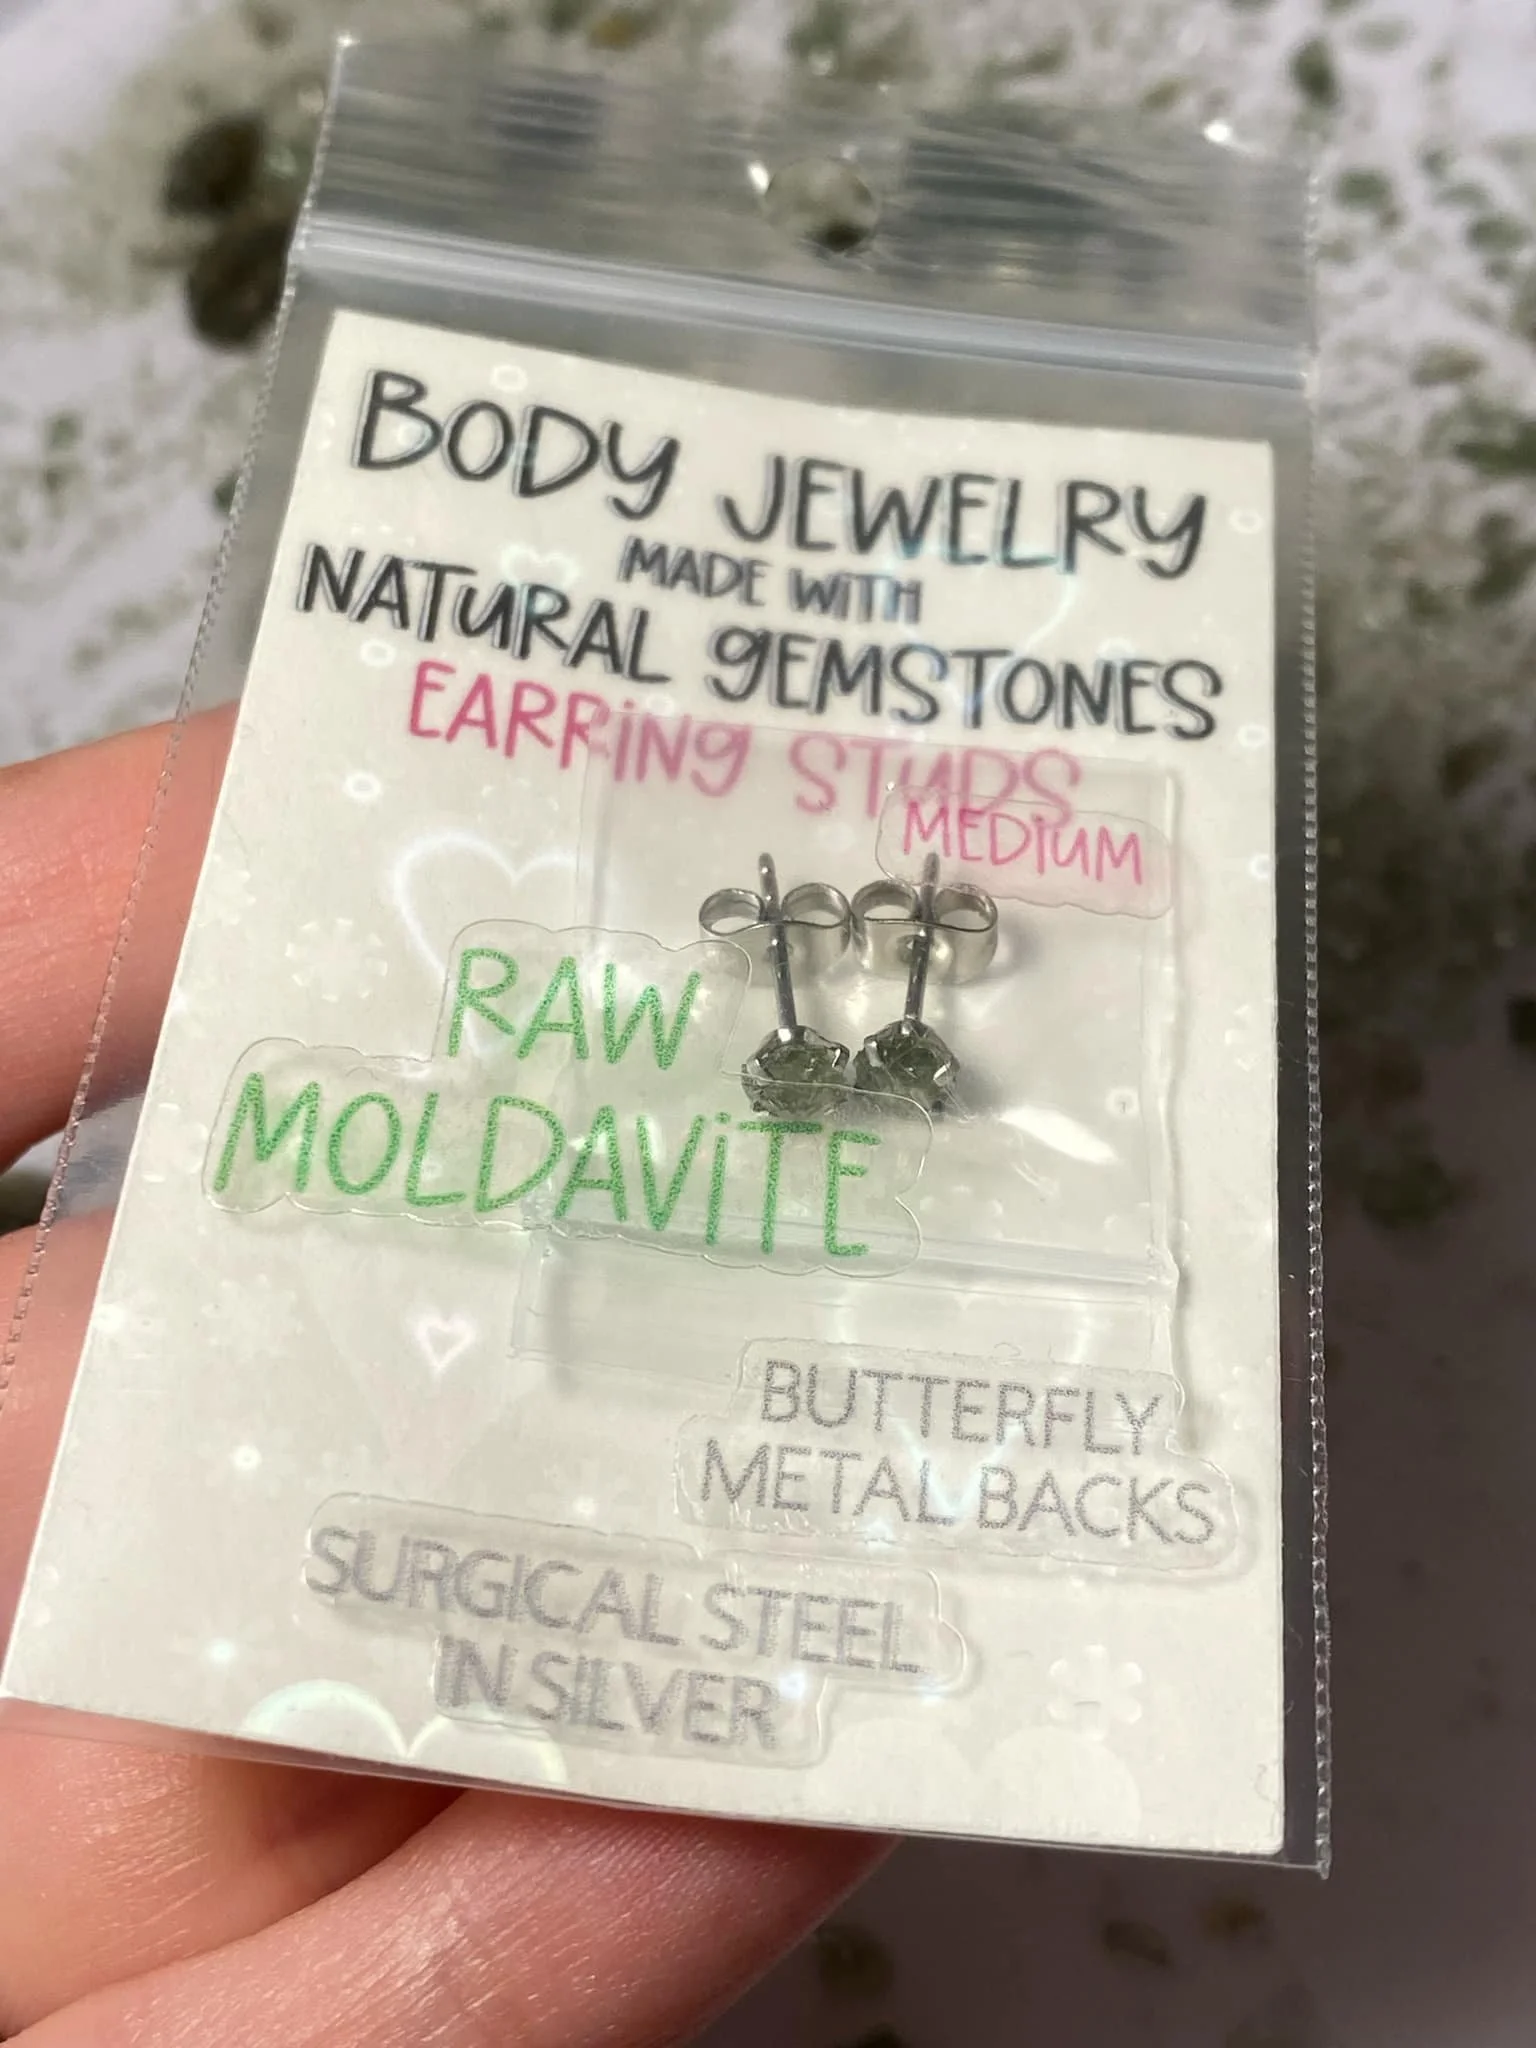 BODY JEWELRY
MADE WiTH
NATURAL gEMSTONES
EARRiNg STUDS
MEDiUM
RAW
MOLDAViTE
BUTTERFLY
METAL BACKS
SURGICAL STEEL
IN SILVER